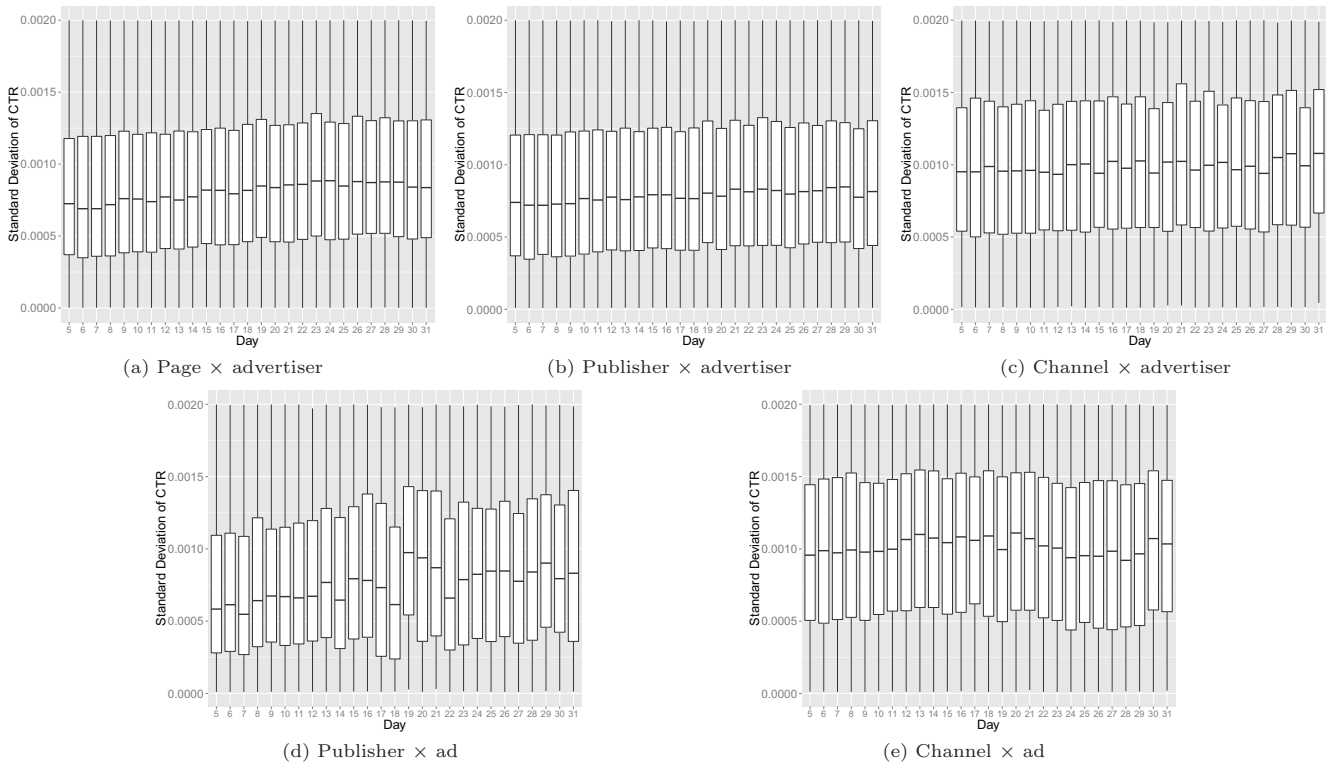 Standard Deviation of CTR
0.0020
0.0015
0.0010
0.0005
0.0000
5 6 7 8 9 10 11 12 13 14 15 16 17 18 19 20 21 22 23 24 25 26 27 28 29 30 31
Day
(a) Page × advertiser
Standard Deviation of CTR
0.0020
0.0015
0.0010
0.0005
0.0000
5 6 7 8 9 10 11 12 13 14 15 16 17 18 19 20 21 22 23 24 25 26 27 28 29 30 31
Day
(b) Publisher × advertiser
Standard Deviation of CTR
0.0020
0.0015
0.0010
0.0005
0.0000
5 6 7 8 9 10 11 12 13 14 15 16 17 18 19 20 21 22 23 24 25 26 27 28 29 30 31
Day
(c) Channel × advertiser
Standard Deviation of CTR
0.0020
0.0015
0.0010
0.0005
0.0000
5 6 7 8 9 10 11 12 13 14 15 16 17 18 19 20 21 22 23 24 25 26 27 28 29 30 31
Day
(d) Publisher × ad
Standard Deviation of CTR
0.0020
0.0015
0.0010
0.0005
0.0000
5 6 7 8 9 10 11 12 13 14 15 16 17 18 19 20 21 22 23 24 25 26 27 28 29 30 31
Day
(e) Channel × ad